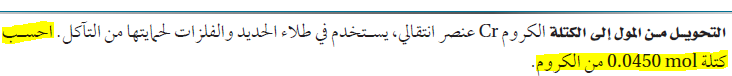 التحويل من المول إلى الكتلة الكروم Cr عنصر انتقالي، يستخدم في طلاء الحديد والفلزات لحمايتها من التآكل. احسب
كتلة 0.0450 mol من الكروم.